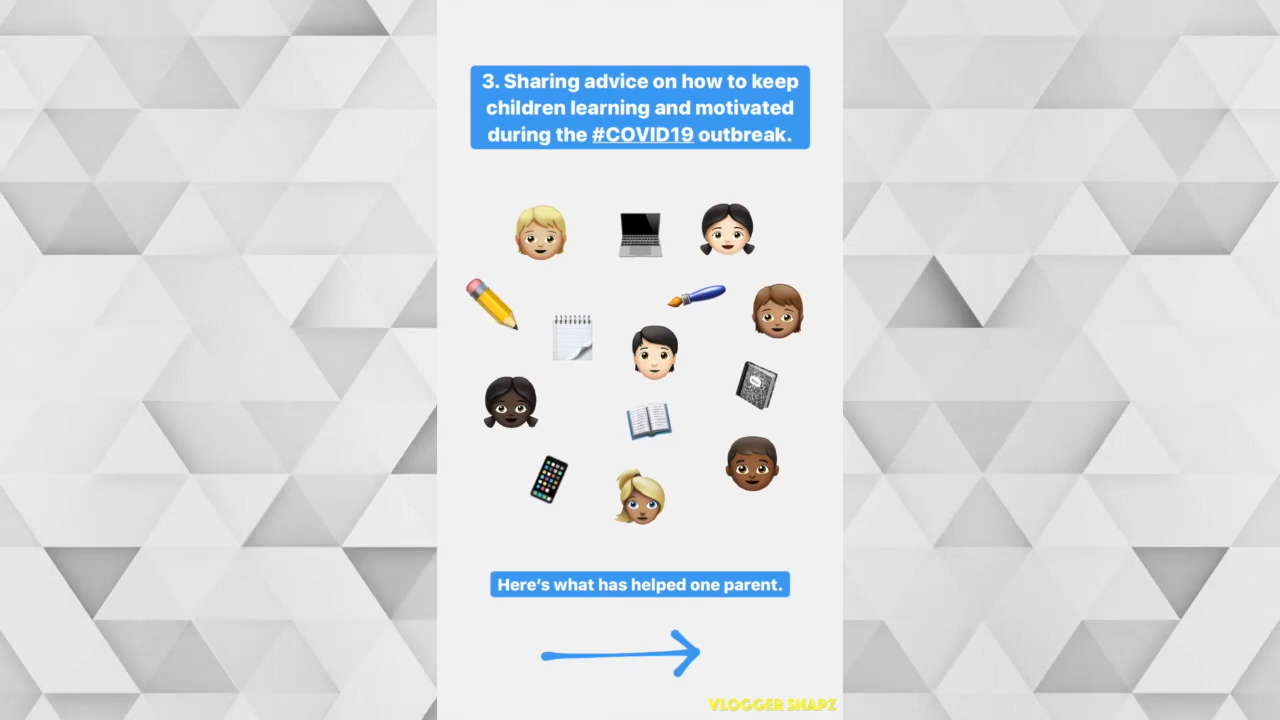 3. Sharing advice on how to keep
children learning and motivated
during the #COVID19 outbreak.
Here's what has helped one parent.
VLOGGER SNAPZ